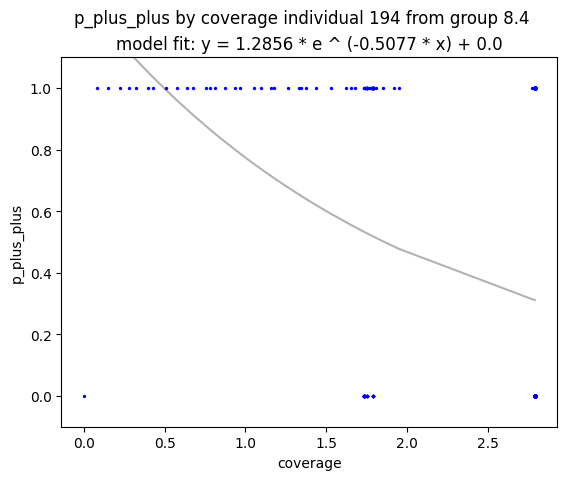 p_plus_plus by coverage individual 194 from group 8.4
model fit: y = 1.2856 * e ^ (-0.5077 * x) + 0.0
1.0
0.8
0.6
0.4
0.2
0.0
p_plus_plus
0.0 0.5 1.0 1.5 2.0 2.5
coverage